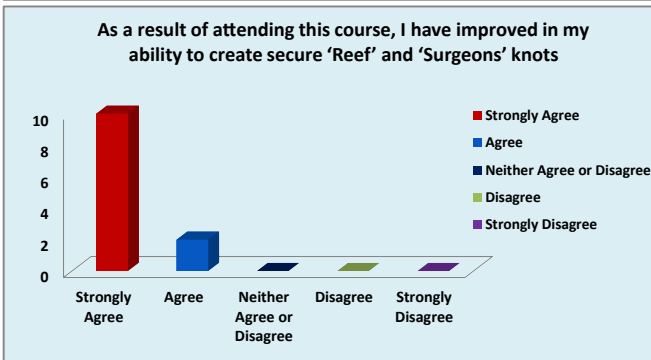 As a result of attending this course, I have improved in my
ability to create secure ‘Reef’ and ‘Surgeons’ knots
10
8
6
4
2
0
Strongly Agree
Agree
Neither Agree or Disagree
Disagree
Strongly Disagree
Strongly
Agree
Agree
Neither
Agree or
Disagree
Disagree
Strongly
Disagree